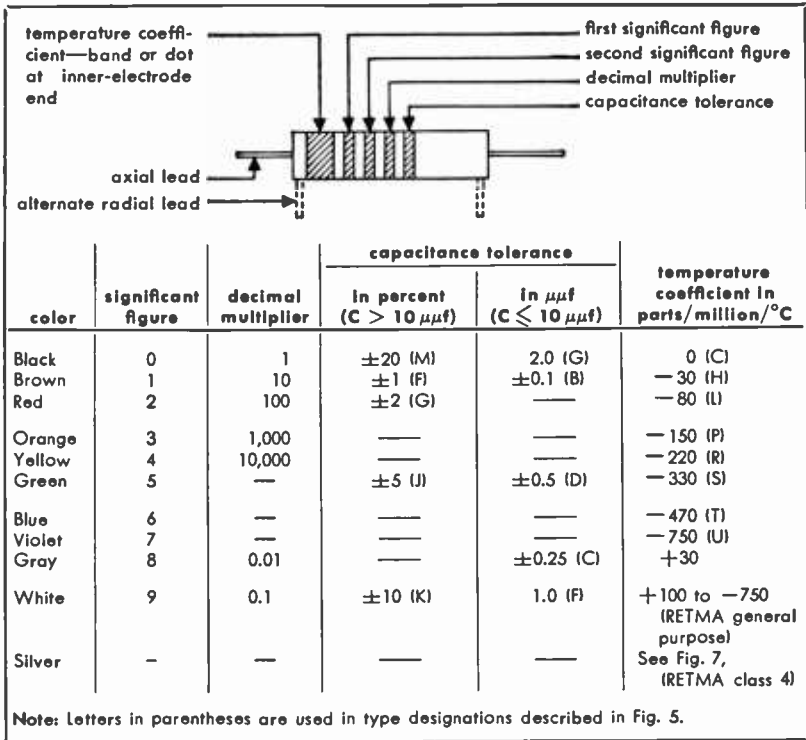 temperature coeffi-
cient—band or dot
at inner-electrode
end
first significant figure
second significant figure
decimal multiplier
capacitance tolerance
axial lead
alternate radial lead
color
significant
figure
decimal
multiplier
capacitance tolerance
in percent
(C > 10 μμf)
in μμf
(C ≤ 10 μμf)
temperature
coefficient in
parts/million/°C
Black 0 1 ±20 (M) 2.0 (G) 0 (C)
Brown 1 10 ±1 (F) ±0.1 (B) −30 (H)
Red 2 100 ±2 (G) — −80 (L)
Orange 3 1,000 — — −150 (P)
Yellow 4 10,000 — — −220 (R)
Green 5 — ±5 (J) ±0.5 (D) −330 (S)
Blue 6 — — — −470 (T)
Violet 7 — — — −750 (U)
Gray 8 0.01 — ±0.25 (C) +30
White 9 0.1 ±10 (K) 1.0 (F) +100 to −750
(RETMA general
purpose)
Silver – — — — See Fig. 7,
(RETMA class 4)
Note: Letters in parentheses are used in type designations described in Fig. 5.